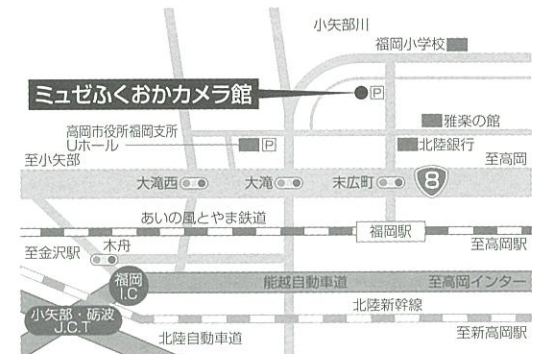 小矢部川
福岡小学校
ミュゼふくおかカメラ館
P
雅楽の館
高岡市役所福岡支所
Uホール
P
北陸銀行
至小矢部
至高岡
大滝西
大滝
末広町
8
あいの風とやま鉄道
福岡駅
至金沢駅
木舟
至高岡駅
福岡
I.C
能越自動車道
至高岡インター
北陸新幹線
小矢部・砺波
J.C.T
北陸自動車道
至新高岡駅